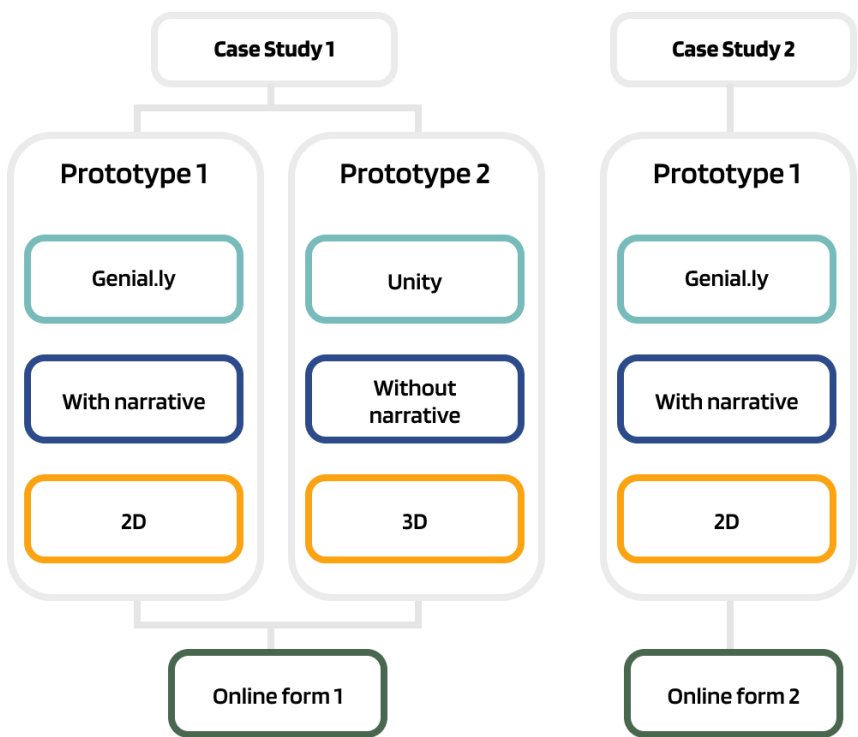 Case Study 1
Prototype 1
Genial.ly
With narrative
2D
Prototype 2
Unity
Without
narrative
3D
Online form 1
Case Study 2
Prototype 1
Genial.ly
With narrative
2D
Online form 2